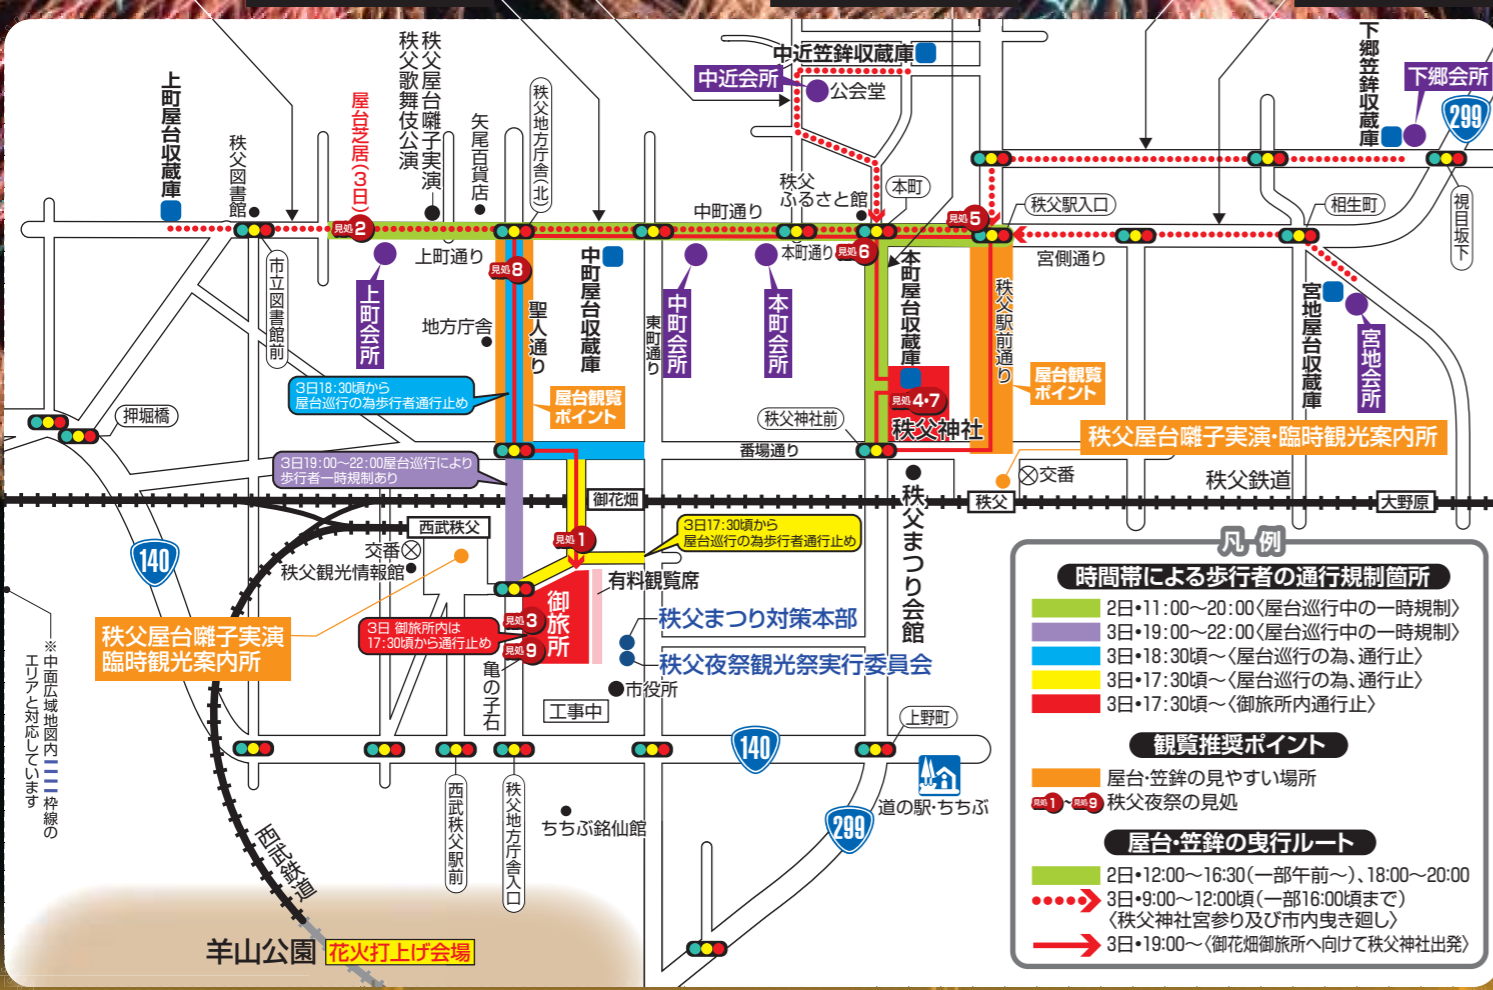 上町屋台収蔵庫
秩父図書館
屋台芝居(3日)
秩父歌舞伎公演
秩父屋台囃子実演
矢尾百貨店
秩父地方庁舎(北)
中近笠鉾収蔵庫
中近会所
公会堂
下郷笠鉾収蔵庫
下郷会所
299
秩父
ふるさと館
本町
中町通り
見処5
秩父駅入口
相生町
視目坂下
見処2
上町通り
見処8
中町屋台収蔵庫
本町通り
見処6
宮側通り
市立図書館前
上町会所
地方庁舎
聖人通り
東町通り
中町会所
本町会所
本町屋台収蔵庫
秩父駅前通り
宮地屋台収蔵庫
宮地会所
3日18:30頃から
屋台巡行の為歩行者通行止め
屋台観覧
ポイント
屋台観覧
ポイント
見処4・7
秩父神社
押堀橋
秩父神社前
番場通り
秩父屋台囃子実演・臨時観光案内所
3日19:00〜22:00屋台巡行により
歩行者一時規制あり
交番
秩父鉄道
御花畑
秩父
大野原
西武秩父
秩父まつり会館
3日17:30頃から
屋台巡行の為歩行者通行止め
見処1
140
交番
秩父観光情報館
有料観覧席
御旅所
秩父まつり対策本部
秩父夜祭観光祭実行委員会
見処3
見処9
3日 御旅所内は
17:30頃から通行止め
秩父屋台囃子実演
臨時観光案内所
亀の子石
市役所
工事中
※中面広域地図内 枠線の
エリアと対応しています
上野町
140
道の駅・ちちぶ
299
西武秩父駅前
秩父地方庁舎入口
ちちぶ銘仙館
西武鉄道
羊山公園
花火打上げ会場
凡例
時間帯による歩行者の通行規制箇所
2日・11:00〜20:00〈屋台巡行中の一時規制〉
3日・19:00〜22:00〈屋台巡行中の一時規制〉
3日・18:30頃〜〈屋台巡行の為、通行止〉
3日・17:30頃〜〈屋台巡行の為、通行止〉
3日・17:30頃〜〈御旅所内通行止〉
観覧推奨ポイント
屋台・笠鉾の見やすい場所
見処1〜見処9 秩父夜祭の見処
屋台・笠鉾の曳行ルート
2日・12:00〜16:30(一部午前〜)、18:00〜20:00
3日・9:00〜12:00頃(一部16:00頃まで)
〈秩父神社宮参り及び市内曳き廻し〉
3日・19:00〜〈御花畑御旅所へ向けて秩父神社出発〉